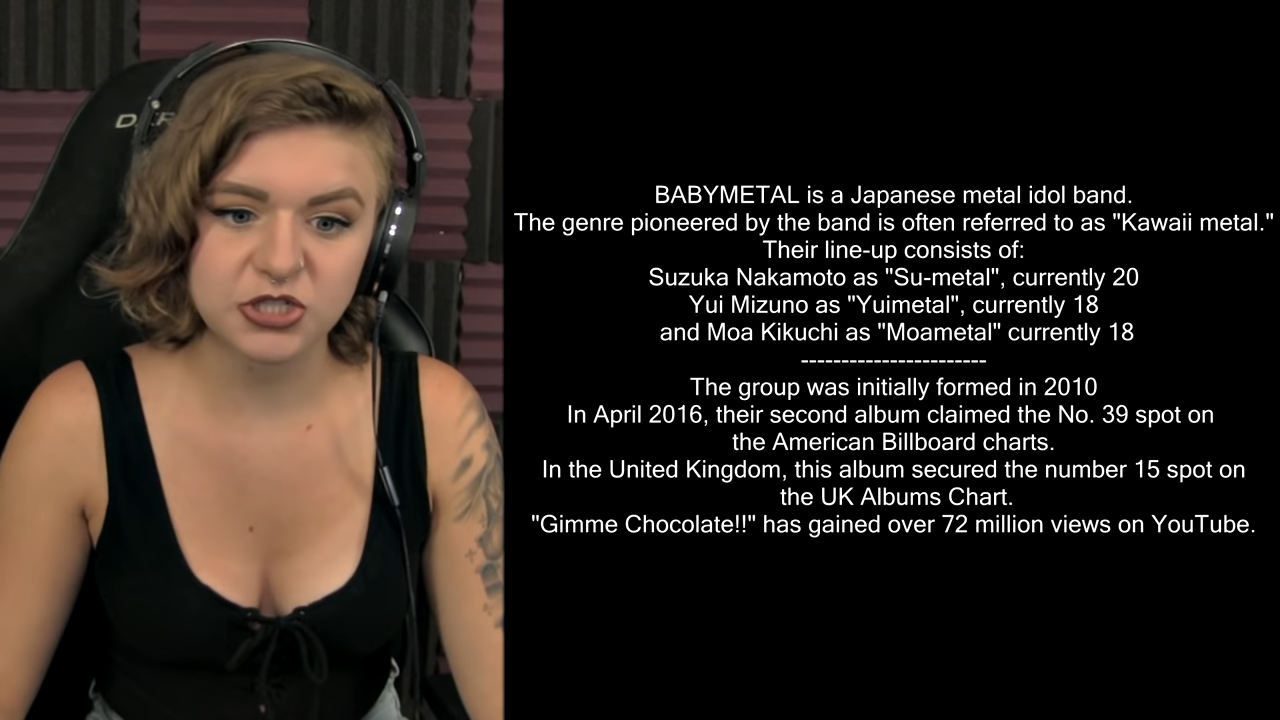 BABYMETAL is a Japanese metal idol band.
The genre pioneered by the band is often referred to as "Kawaii metal."
Their line-up consists of:
Suzuka Nakamoto as "Su-metal", currently 20
Yui Mizuno as "Yuimetal", currently 18
and Moa Kikuchi as "Moametal" currently 18
-----------------------
The group was initially formed in 2010
In April 2016, their second album claimed the No. 39 spot on
the American Billboard charts.
In the United Kingdom, this album secured the number 15 spot on
the UK Albums Chart.
"Gimme Chocolate!!" has gained over 72 million views on YouTube.